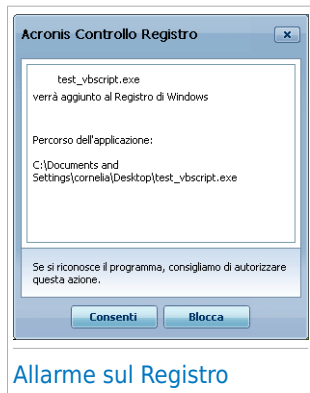 Acronis Controllo Registro
test_vbscript.exe
verrà aggiunto al Registro di Windows
Percorso dell'applicazione:
C:\Documents and
Settings\cornelia\Desktop\test_vbscript.exe
Se si riconosce il programma, consigliamo di autorizzare
questa azione.
Consenti Blocca
Allarme sul Registro